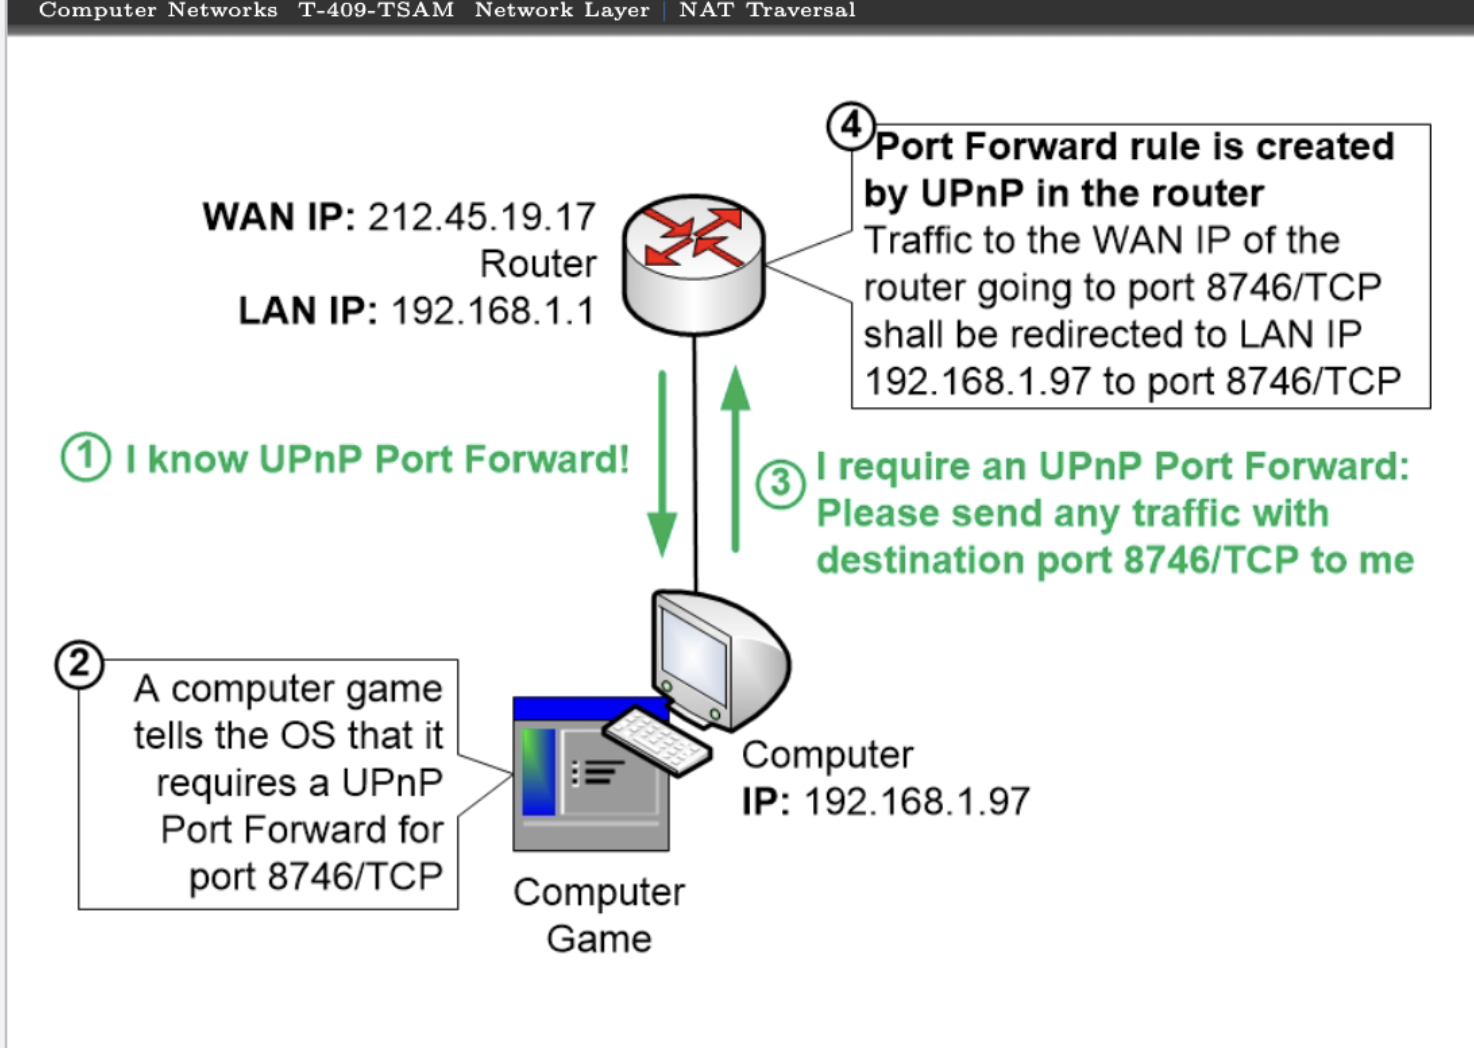 Computer Networks T-409-TSAM Network Layer | NAT Traversal
WAN IP: 212.45.19.17
Router
LAN IP: 192.168.1.1
4
Port Forward rule is created
by UPnP in the router
Traffic to the WAN IP of the
router going to port 8746/TCP
shall be redirected to LAN IP
192.168.1.97 to port 8746/TCP
1 I know UPnP Port Forward!
3
I require an UPnP Port Forward:
Please send any traffic with
destination port 8746/TCP to me
2
A computer game
tells the OS that it
requires a UPnP
Port Forward for
port 8746/TCP
Computer
IP: 192.168.1.97
Computer
Game